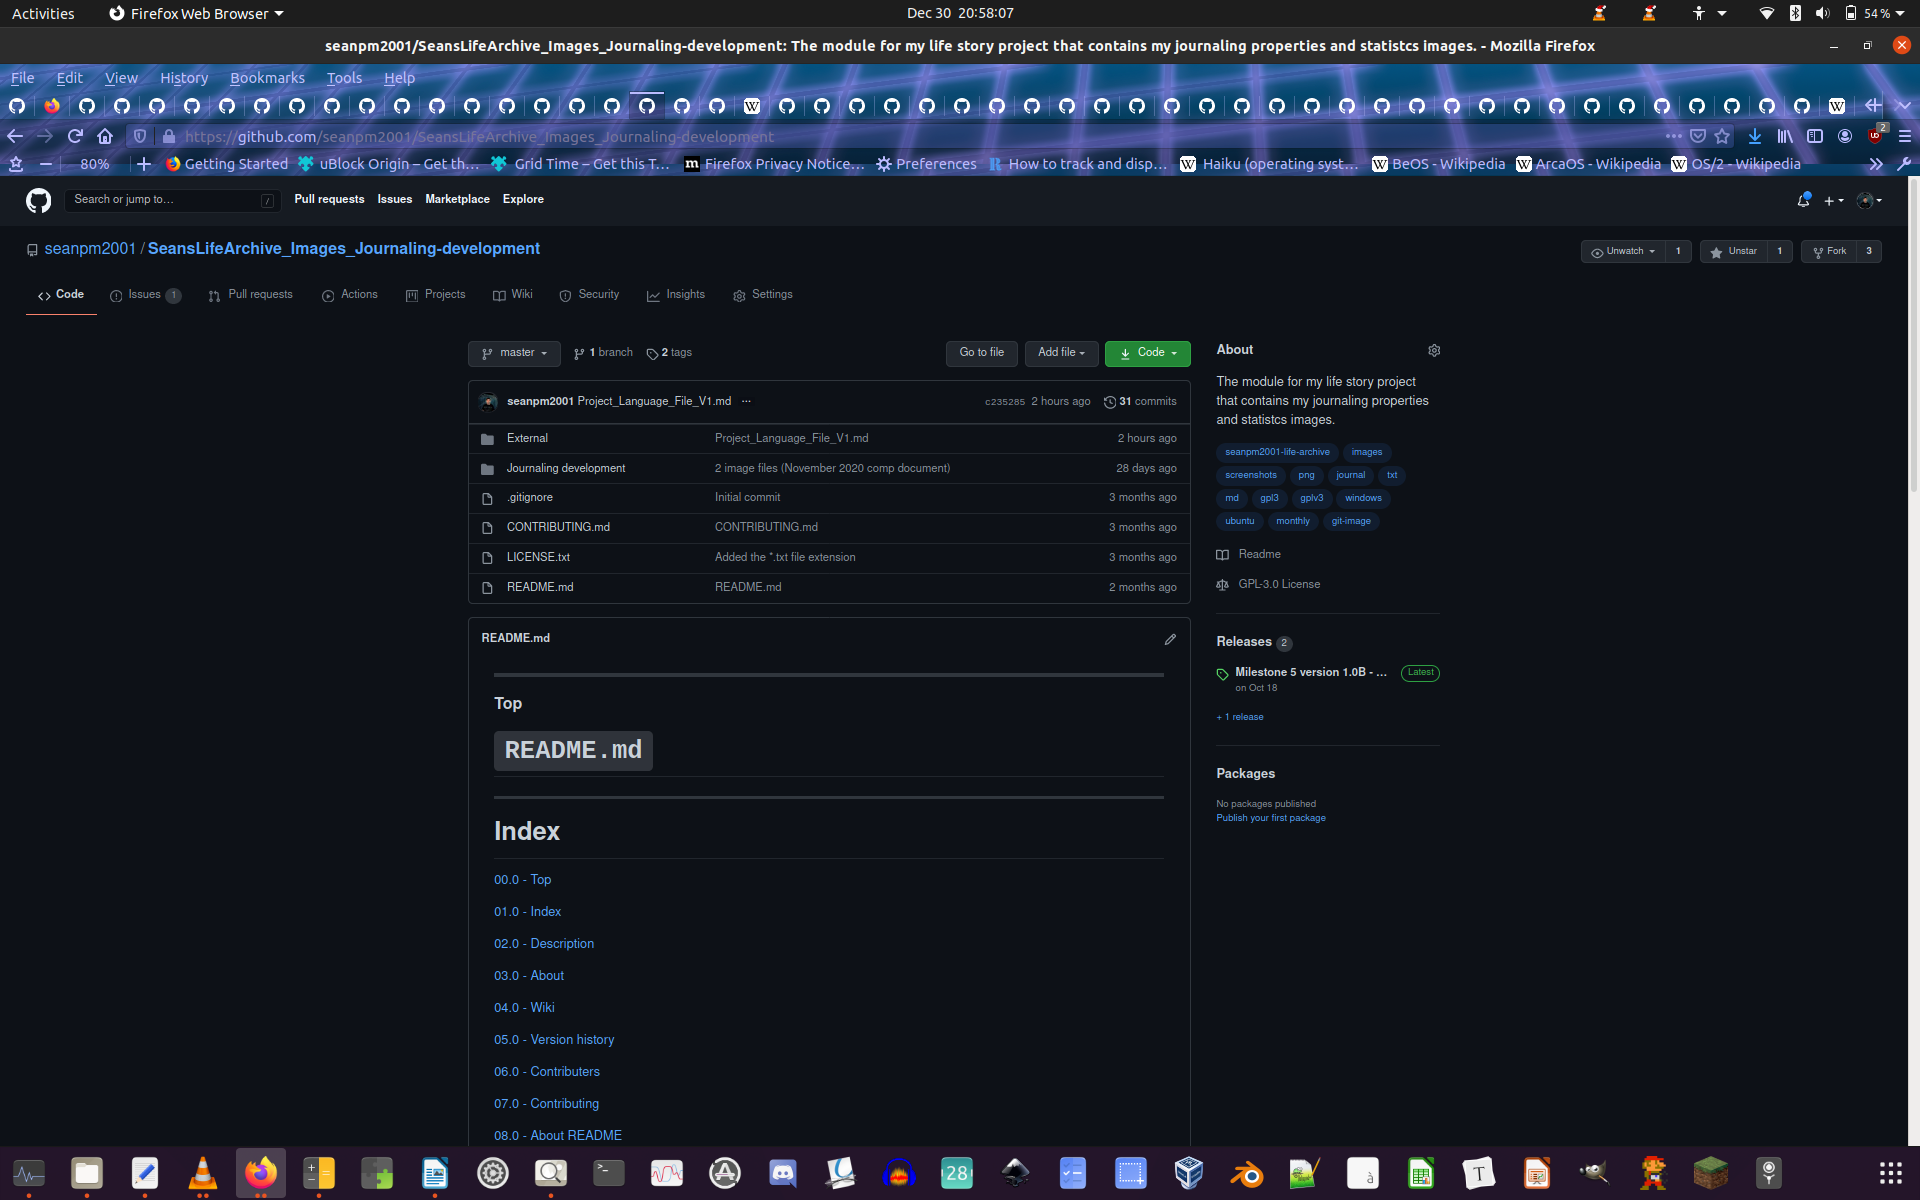 Activities Firefox Web Browser Dec 30 20:58:07 54 %
seanpm2001/SeansLifeArchive_Images_Journaling-development: The module for my life story project that contains my journaling properties and statistcs images. - Mozilla Firefox
File Edit View History Bookmarks Tools Help
https://github.com/seanpm2001/SeansLifeArchive_Images_Journaling-development 2
80% Getting Started uBlock Origin – Get th… Grid Time – Get this T… Firefox Privacy Notice… Preferences How to track and disp… Haiku (operating syst… BeOS - Wikipedia ArcaOS - Wikipedia OS/2 - Wikipedia
Search or jump to… / Pull requests Issues Marketplace Explore
seanpm2001 / SeansLifeArchive_Images_Journaling-development Unwatch 1 Unstar 1 Fork 3
Code Issues 1 Pull requests Actions Projects Wiki Security Insights Settings
master 1 branch 2 tags Go to file Add file Code
seanpm2001 Project_Language_File_V1.md ... c235285 2 hours ago 31 commits
External Project_Language_File_V1.md 2 hours ago
Journaling development 2 image files (November 2020 comp document) 28 days ago
.gitignore Initial commit 3 months ago
CONTRIBUTING.md CONTRIBUTING.md 3 months ago
LICENSE.txt Added the *.txt file extension 3 months ago
README.md README.md 2 months ago
README.md
Top
README.md
Index
00.0 - Top
01.0 - Index
02.0 - Description
03.0 - About
04.0 - Wiki
05.0 - Version history
06.0 - Contributers
07.0 - Contributing
08.0 - About README
About
The module for my life story project
that contains my journaling properties
and statistcs images.
seanpm2001-life-archive images
screenshots png journal txt
md gpl3 gplv3 windows
ubuntu monthly git-image
Readme
GPL-3.0 License
Releases 2
Milestone 5 version 1.0B - ... Latest
on Oct 18
+ 1 release
Packages
No packages published
Publish your first package
28